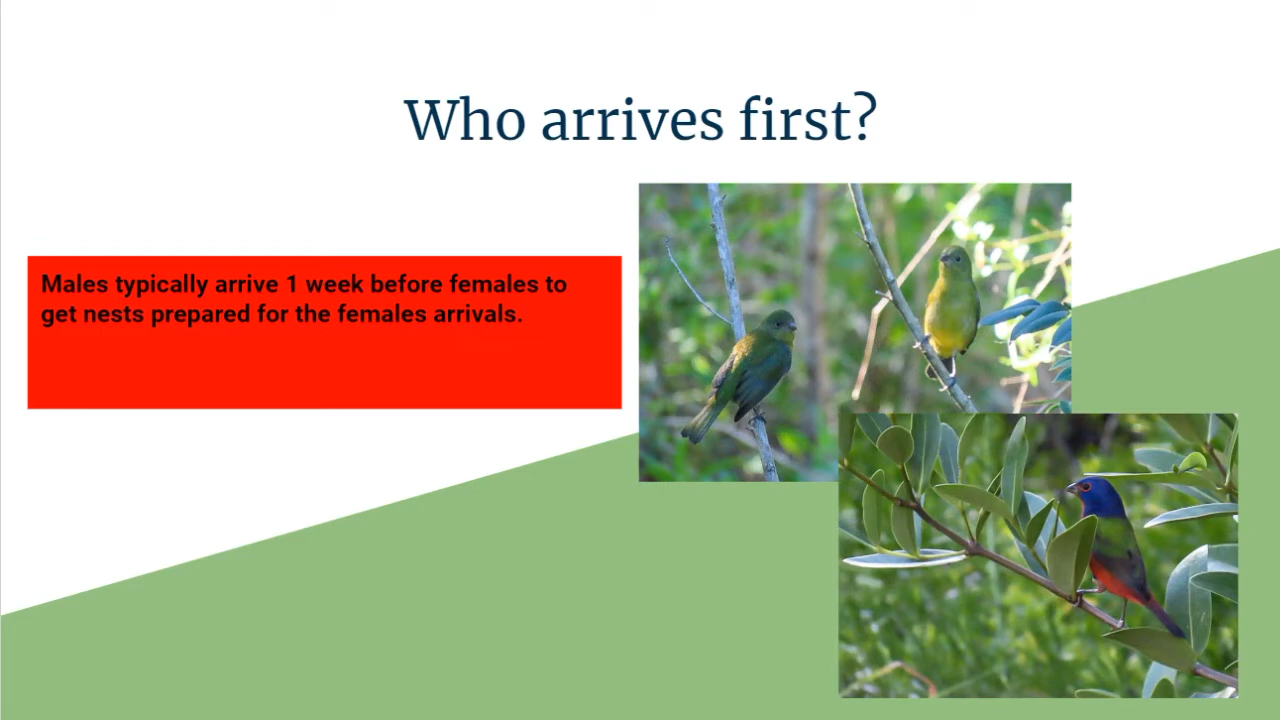 Who arrives first?
Males typically arrive 1 week before females to
get nests prepared for the females arrivals.